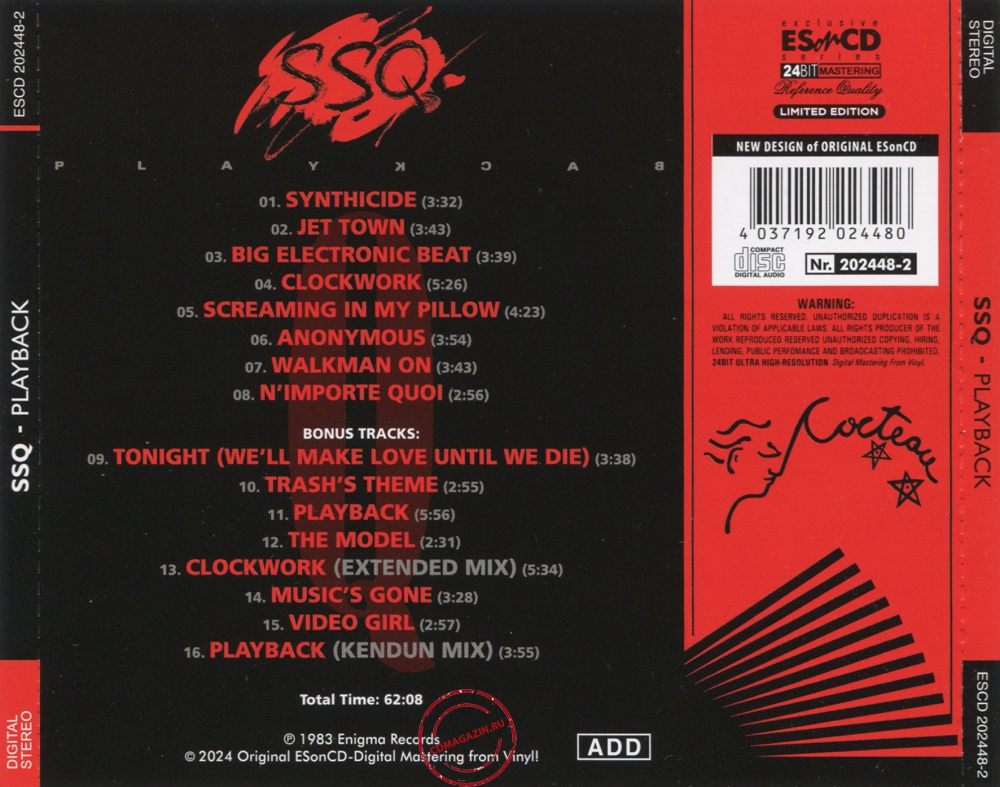 ESCD 202448-2
SSQ - PLAYBACK
DIGITAL
STEREO
SSQ
PLAYBACK
01. SYNTHICIDE (3:32)
02. JET TOWN (3:43)
03. BIG ELECTRONIC BEAT (3:39)
04. CLOCKWORK (5:26)
05. SCREAMING IN MY PILLOW (4:23)
06. ANONYMOUS (3:54)
07. WALKMAN ON (3:43)
08. N'IMPORTE QUOI (2:56)
BONUS TRACKS:
09. TONIGHT (WE'LL MAKE LOVE UNTIL WE DIE) (3:38)
10. TRASH'S THEME (2:55)
11. PLAYBACK (5:56)
12. THE MODEL (2:31)
13. CLOCKWORK (EXTENDED MIX) (5:34)
14. MUSIC'S GONE (3:28)
15. VIDEO GIRL (2:57)
16. PLAYBACK (KENDUN MIX) (3:55)
Total Time: 62:08
℗ 1983 Enigma Records
© 2024 Original ESonCD-Digital Mastering from Vinyl!
CDMAGAZIN.RU
ADD
exclusive
ESonCD
series
24BIT MASTERING
Reference Quality
LIMITED EDITION
NEW DESIGN of ORIGINAL ESonCD
4 037192 024480
COMPACT
disc
DIGITAL AUDIO
Nr. 202448-2
WARNING:
ALL RIGHTS RESERVED. UNAUTHORIZED DUPLICATION IS A
VIOLATION OF APPLICABLE LAWS. ALL RIGHTS PRODUCER OF THE
WORK REPRODUCED RESERVED UNAUTHORIZED COPYING, HIRING,
LENDING, PUBLIC PERFOMANCE AND BROADCASTING PROHIBITED.
24BIT ULTRA HIGH-RESOLUTION Digital Mastering From Vinyl.
Cocteau
DIGITAL
STEREO
SSQ - PLAYBACK
ESCD 202448-2